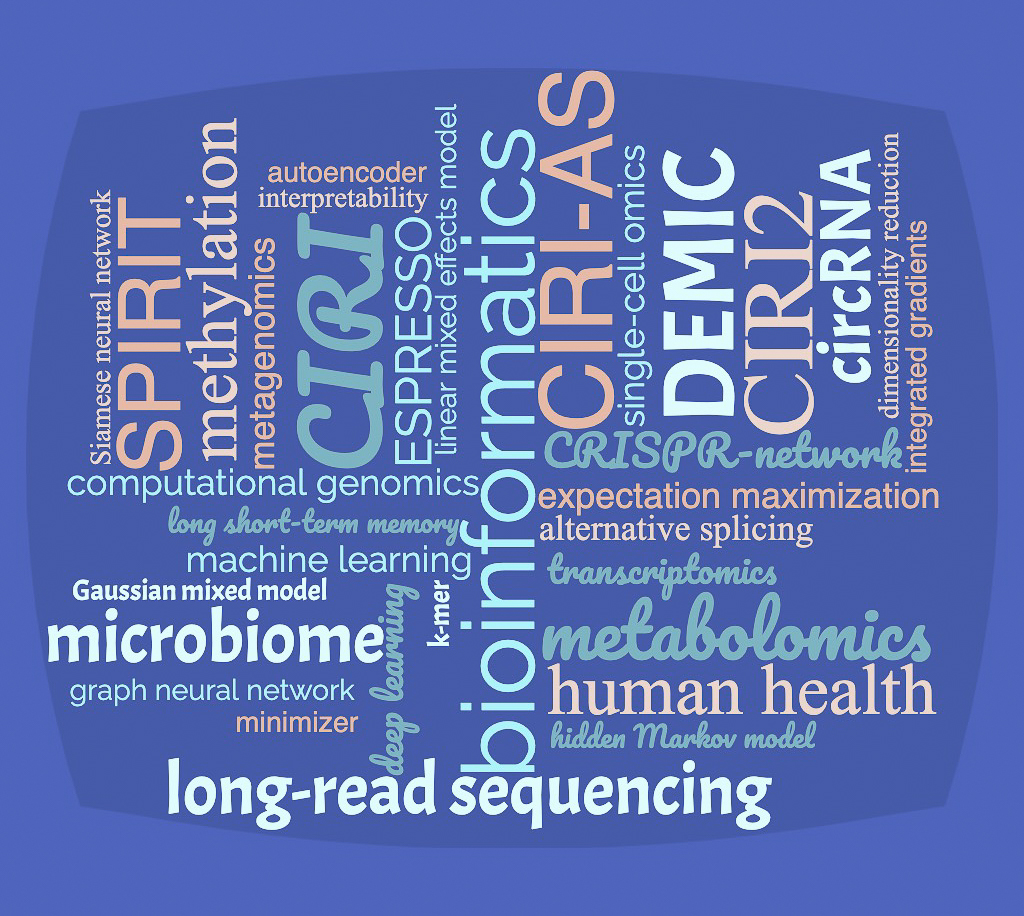 Siamese neural network
SPIRIT
methylation
metagenomics
autoencoder
interpretability
CIRI
ESPRESSO
linear mixed effects model
bioinformatics
CIRI-AS
single-cell omics
DEMIC
CIRI2
circRNA
dimensionality reduction
integrated gradients
CRISPR-network
computational genomics
expectation maximization
long short-term memory
alternative splicing
machine learning
transcriptomics
Gaussian mixed model
k-mer
deep learning
microbiome
metabolomics
graph neural network
human health
minimizer
hidden Markov model
long-read sequencing